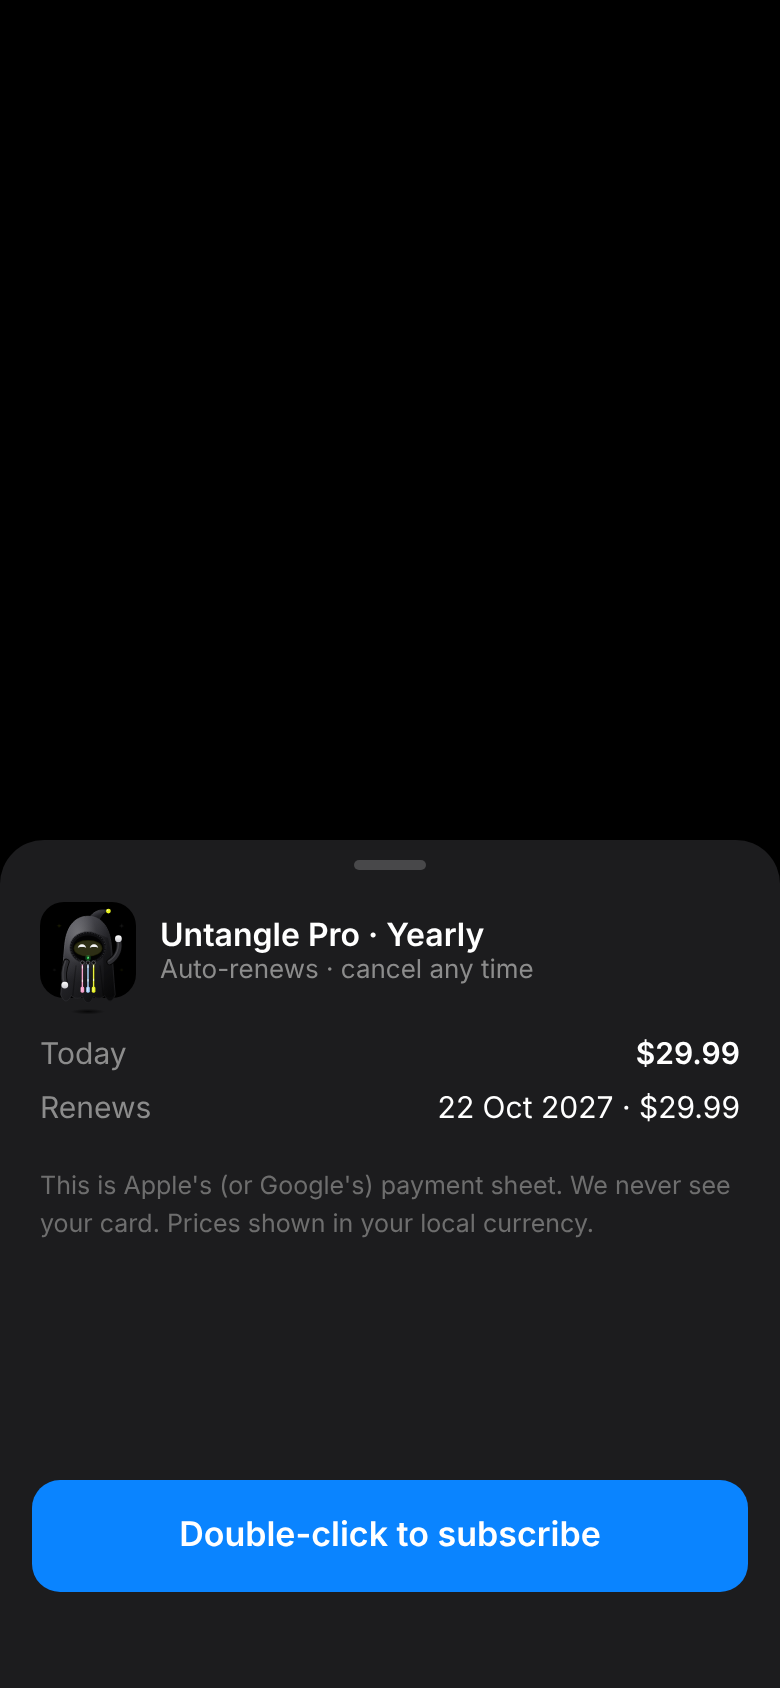 Untangle Pro · Yearly
Auto-renews · cancel any time
Today $29.99
Renews 22 Oct 2027 · $29.99
This is Apple's (or Google's) payment sheet. We never see
your card. Prices shown in your local currency.
Double-click to subscribe